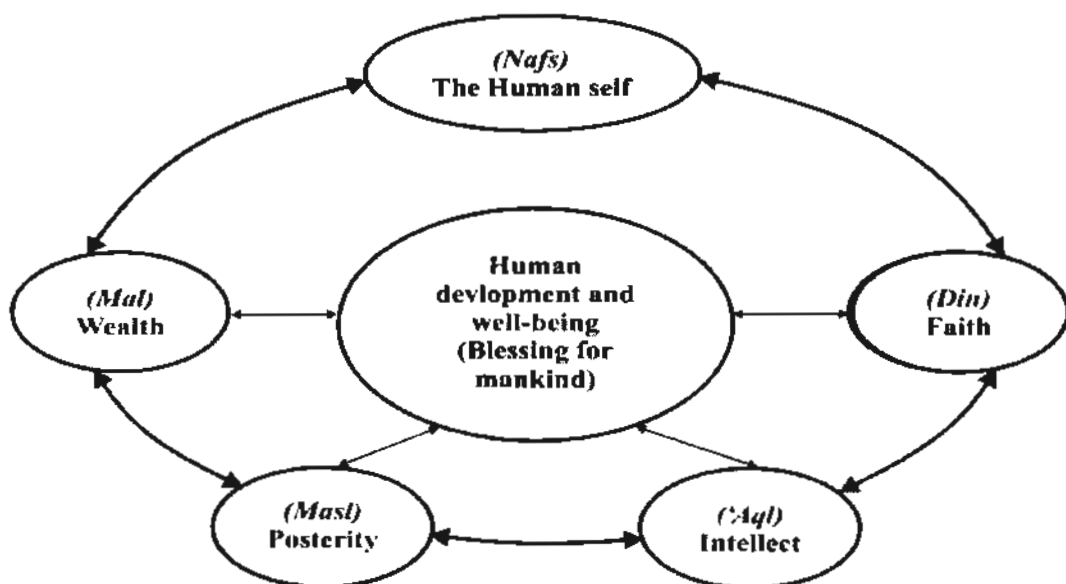 (Nafs)
The Human self
Human
devlopment and
well-being
(Blessing for
mankind)
(Mal)
Wealth
(Din)
Faith
(Masl)
Posterity
('Aql)
Intellect